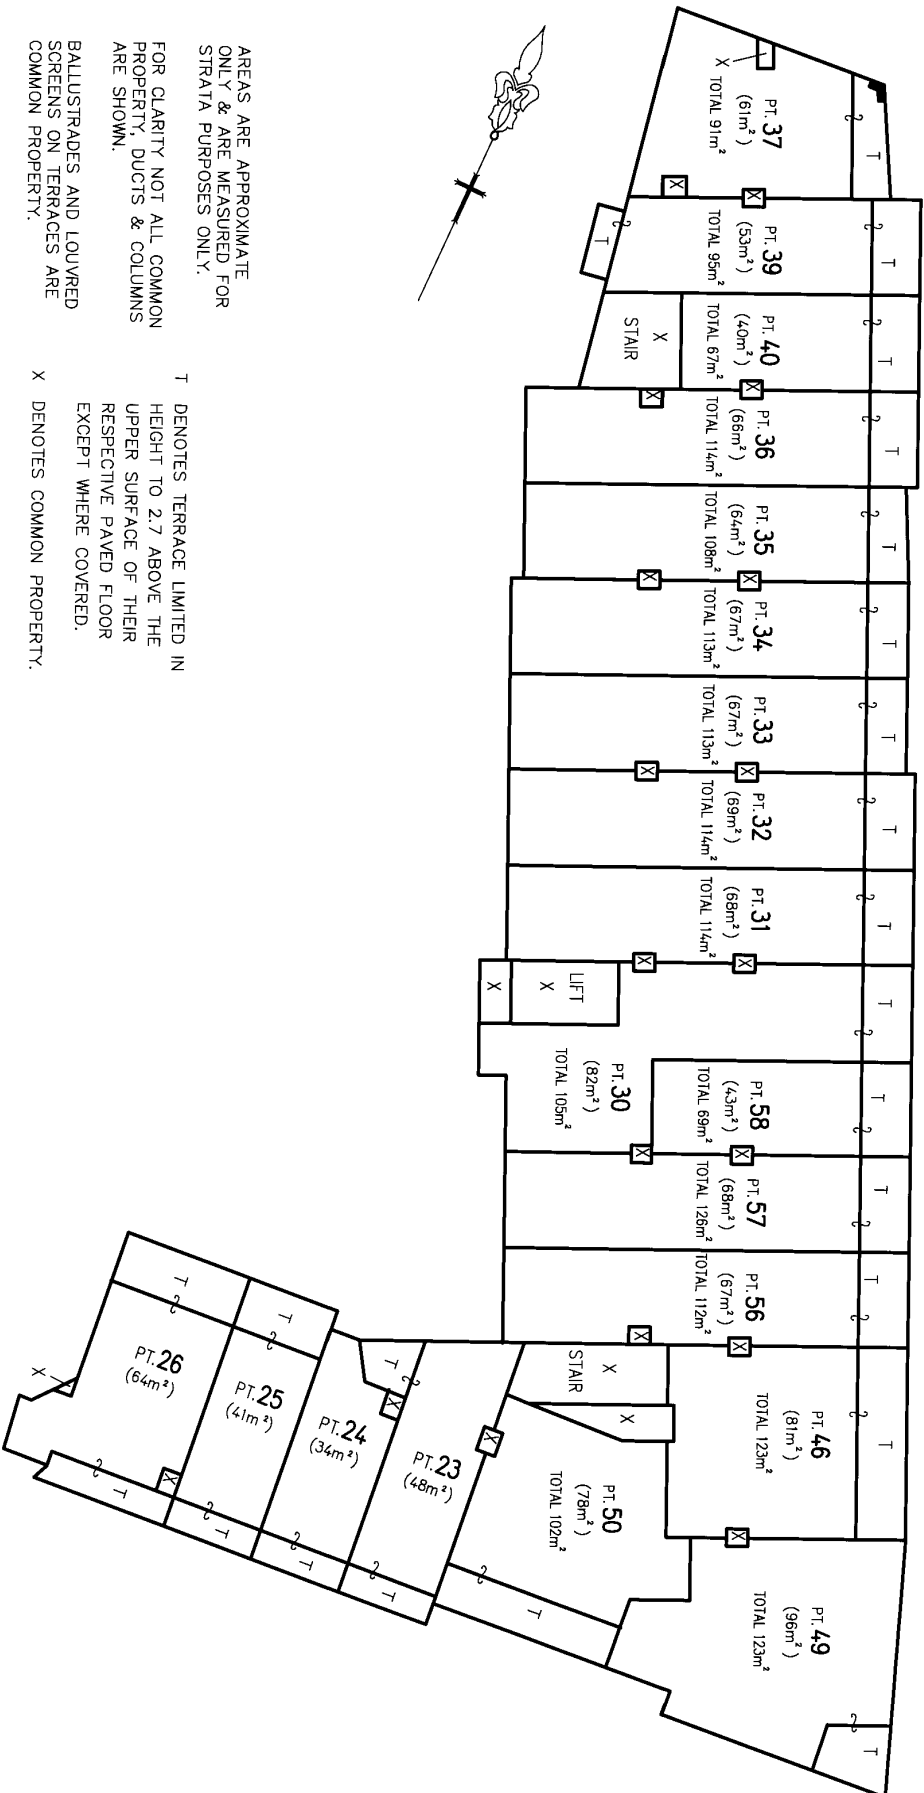 PT.37
(61m²)
TOTAL 91m²
X
T
X
X
PT.39
(53m²)
TOTAL 95m²
T
T
PT.40
(40m²)
TOTAL 67m²
T
X
STAIR
X
X
PT.36
(66m²)
TOTAL 114m²
T
PT.35
(64m²)
TOTAL 108m²
T
X
X
PT.34
(67m²)
TOTAL 113m²
T
PT.33
(67m²)
TOTAL 113m²
T
X
X
PT.32
(69m²)
TOTAL 114m²
T
PT.31
(68m²)
TOTAL 114m²
T
X
X
LIFT
X
X
PT.30
(82m²)
TOTAL 105m²
T
PT.58
(43m²)
TOTAL 69m²
T
X
X
PT.57
(68m²)
TOTAL 126m²
T
PT.56
(67m²)
TOTAL 112m²
T
X
X
X
STAIR
X
PT.46
(81m²)
TOTAL 123m²
T
X
PT.50
(78m²)
TOTAL 102m²
T
PT.49
(96m²)
TOTAL 123m²
T
PT.23
(48m²)
X
T
X
T
PT.24
(34m²)
T
PT.25
(41m²)
T
T
PT.26
(64m²)
T
T
X
X
AREAS ARE APPROXIMATE
ONLY & ARE MEASURED FOR
STRATA PURPOSES ONLY.
FOR CLARITY NOT ALL COMMON
PROPERTY, DUCTS & COLUMNS
ARE SHOWN.
BALLUSTRADES AND LOUVRED
SCREENS ON TERRACES ARE
COMMON PROPERTY.
T DENOTES TERRACE LIMITED IN
HEIGHT TO 2.7 ABOVE THE
UPPER SURFACE OF THEIR
RESPECTIVE PAVED FLOOR
EXCEPT WHERE COVERED.
X DENOTES COMMON PROPERTY.